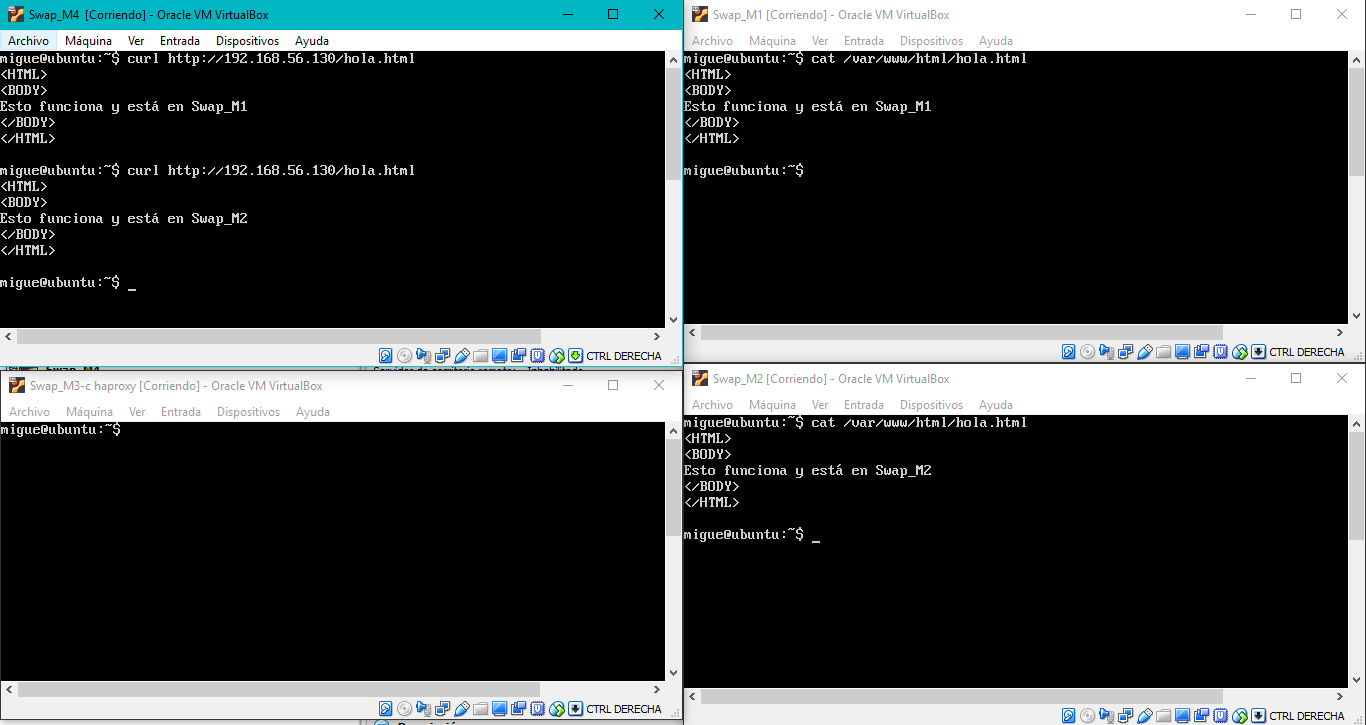 Swap_M4 [Corriendo] - Oracle VM VirtualBox
Archivo Máquina Ver Entrada Dispositivos Ayuda
migue@ubuntu:~$ curl http://192.168.56.130/hola.html
<HTML>
<BODY>
Esto funciona y está en Swap_M1
</BODY>
</HTML>
migue@ubuntu:~$ curl http://192.168.56.130/hola.html
<HTML>
<BODY>
Esto funciona y está en Swap_M2
</BODY>
</HTML>
migue@ubuntu:~$ _
CTRL DERECHA
Swap_M1 [Corriendo] - Oracle VM VirtualBox
Archivo Máquina Ver Entrada Dispositivos Ayuda
migue@ubuntu:~$ cat /var/www/html/hola.html
<HTML>
<BODY>
Esto funciona y está en Swap_M1
</BODY>
</HTML>
migue@ubuntu:~$
CTRL DERECHA
Swap_M3-c haproxy [Corriendo] - Oracle VM VirtualBox
Archivo Máquina Ver Entrada Dispositivos Ayuda
migue@ubuntu:~$
CTRL DERECHA
Swap_M2 [Corriendo] - Oracle VM VirtualBox
Archivo Máquina Ver Entrada Dispositivos Ayuda
migue@ubuntu:~$ cat /var/www/html/hola.html
<HTML>
<BODY>
Esto funciona y está en Swap_M2
</BODY>
</HTML>
migue@ubuntu:~$ _
CTRL DERECHA